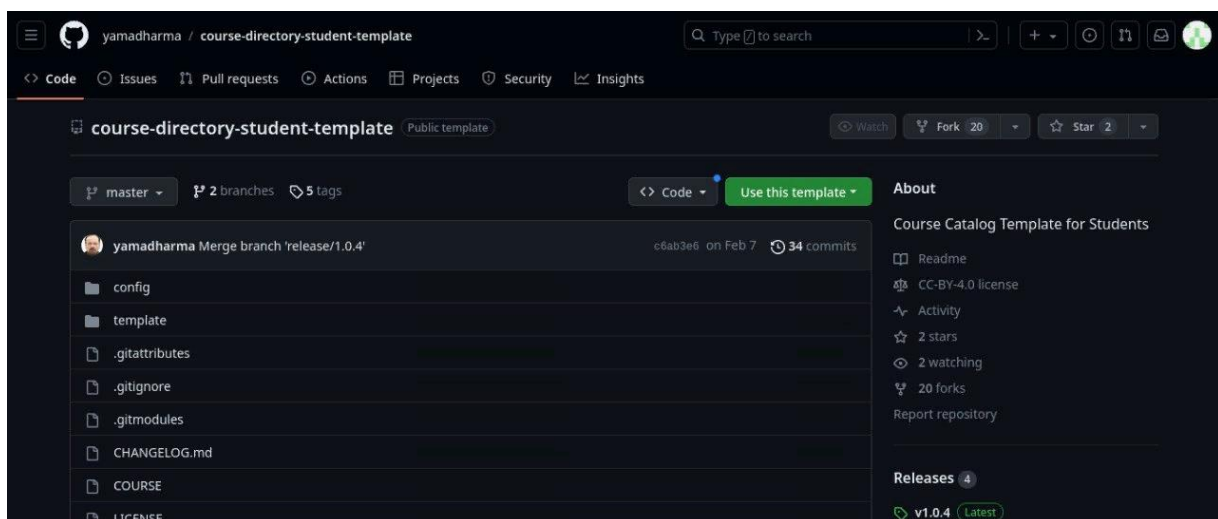 yamadharma / course-directory-student-template
Type / to search
Code Issues Pull requests Actions Projects Security Insights
course-directory-student-template Public template
Watch Fork 20 Star 2
master 2 branches 5 tags
Code Use this template
yamadharma Merge branch 'release/1.0.4' c6ab3e6 on Feb 7 34 commits
config
template
.gitattributes
.gitignore
.gitmodules
CHANGELOG.md
COURSE
LICENSE
About
Course Catalog Template for Students
Readme
CC-BY-4.0 license
Activity
2 stars
2 watching
20 forks
Report repository
Releases 4
v1.0.4 Latest